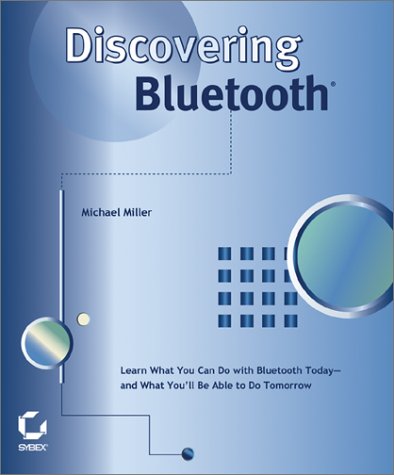 Discovering
Bluetooth®
Michael Miller
Learn What You Can Do with Bluetooth Today—
and What You'll Be Able to Do Tomorrow
SYBEX